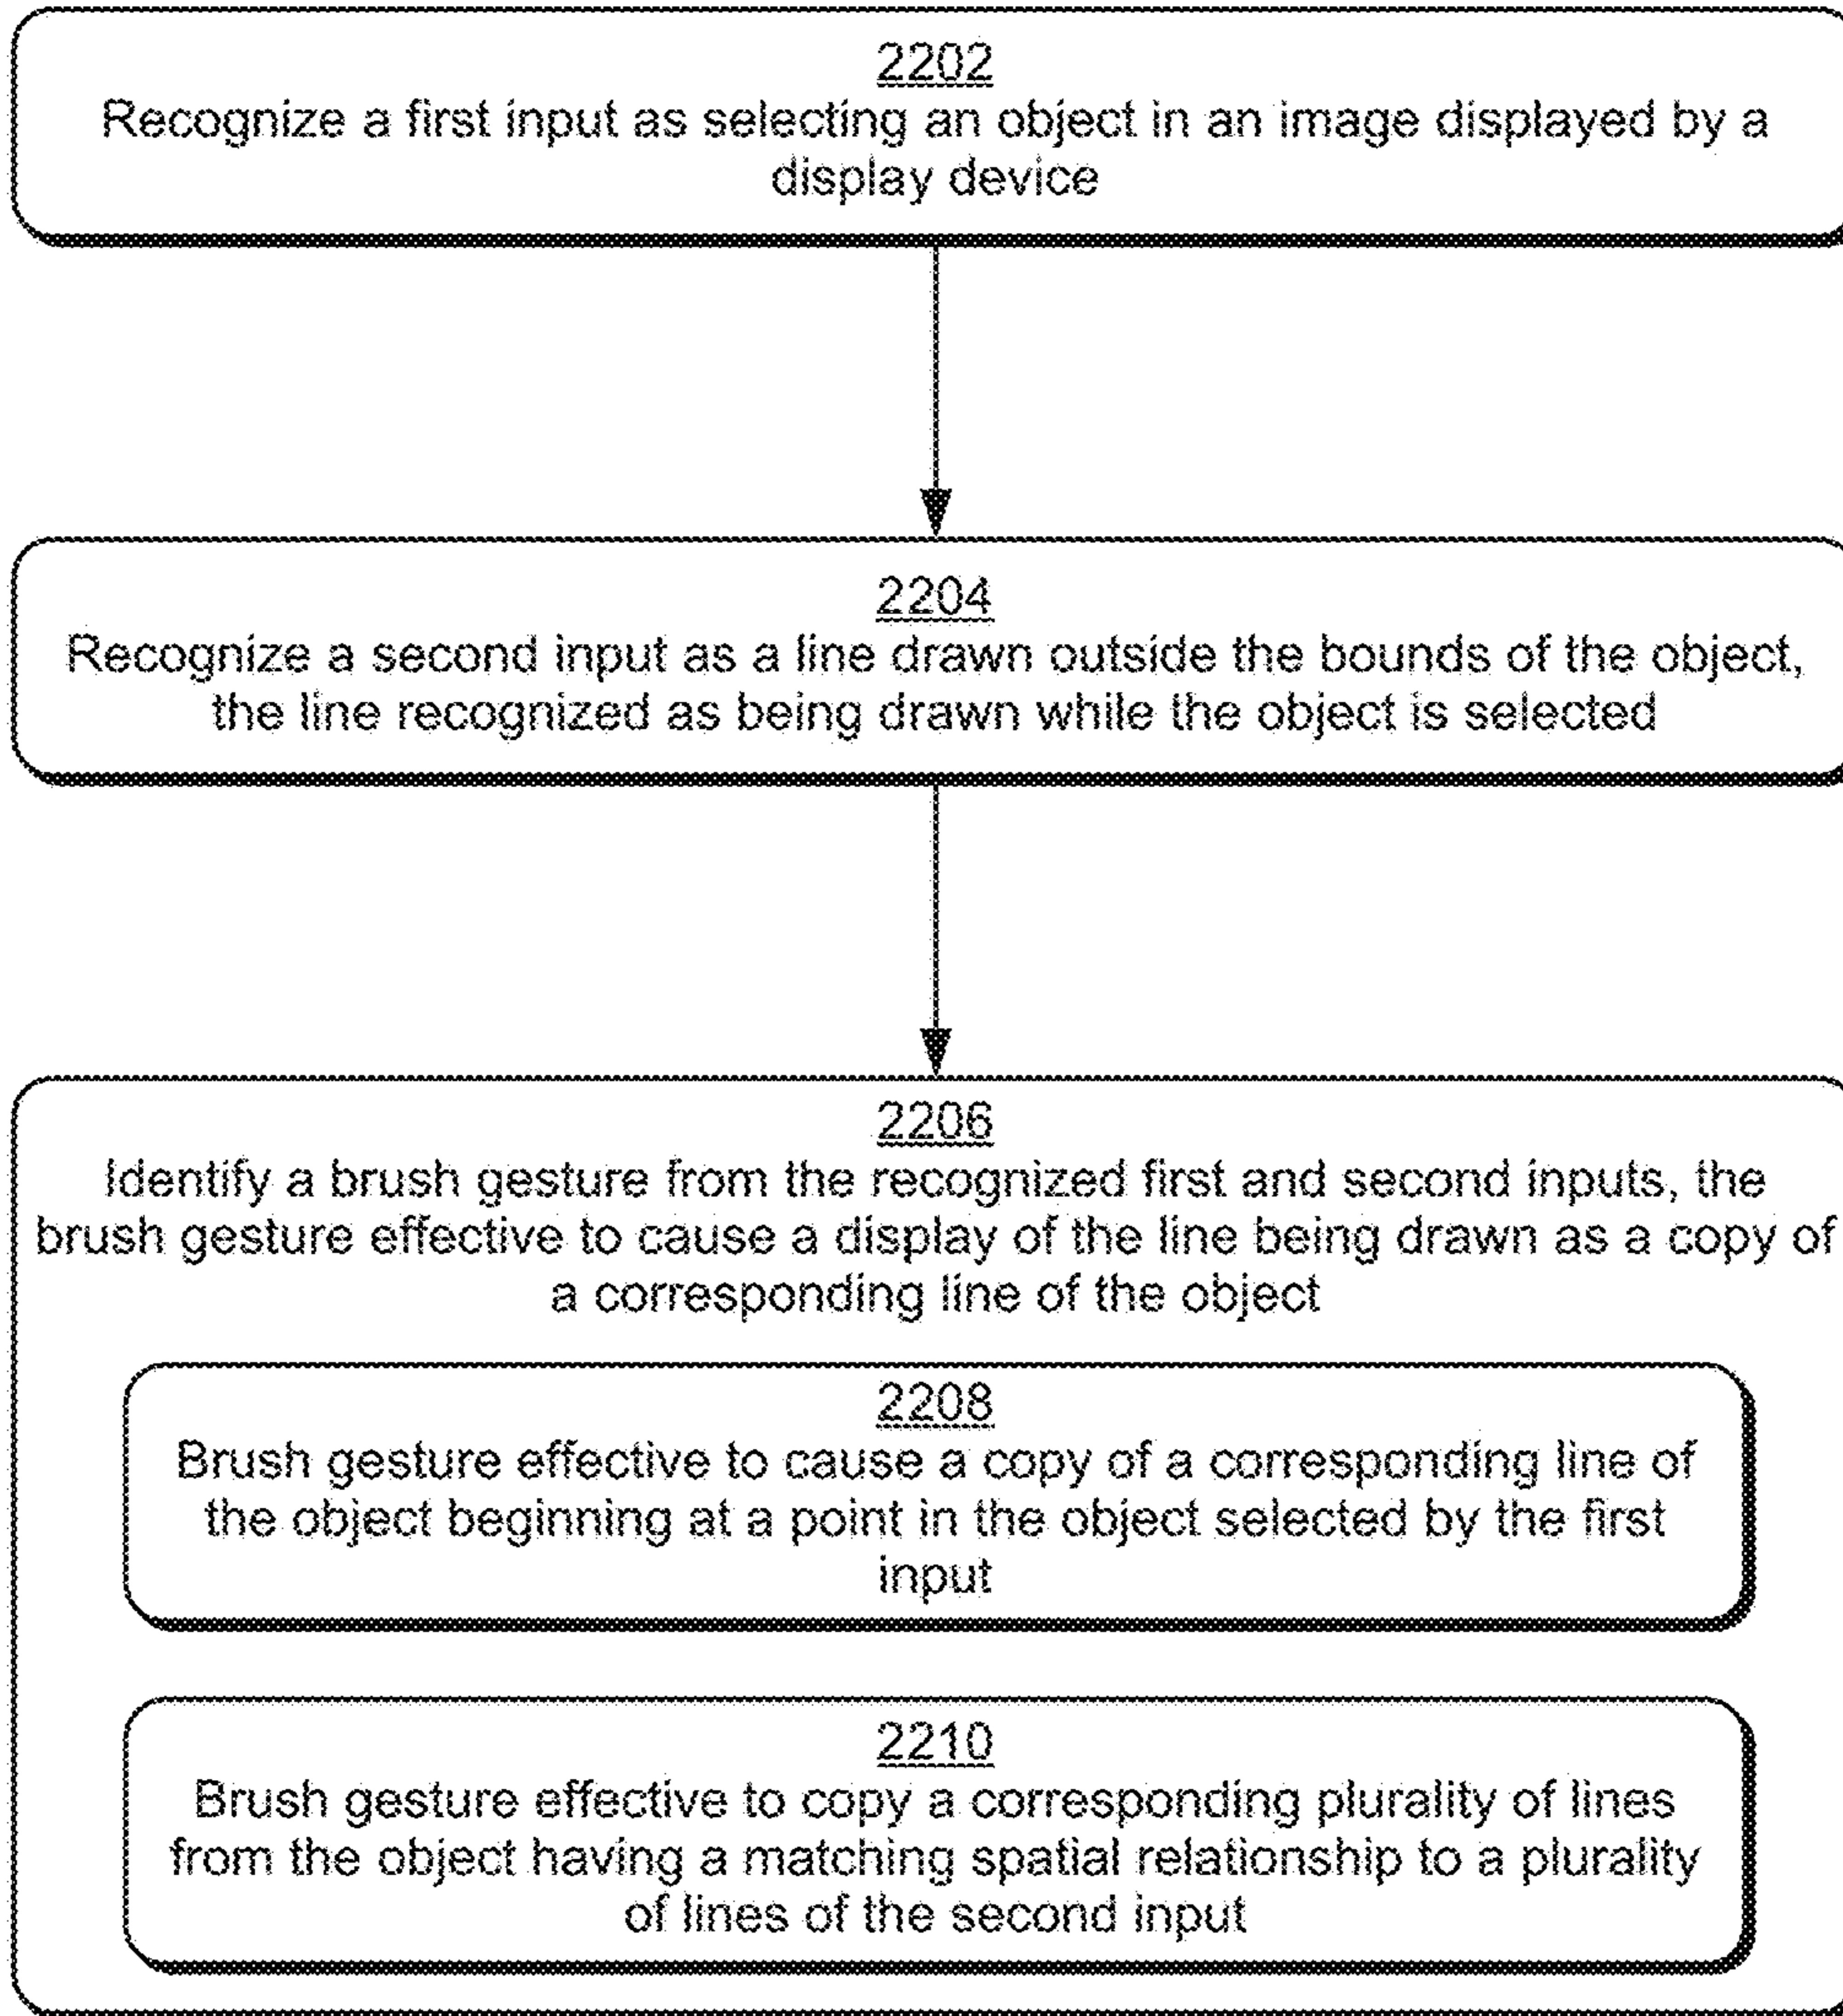 2202
Recognize a first input as selecting an object in an image displayed by a
display device
2204
Recognize a second input as a line drawn outside the bounds of the object,
the line recognized as being drawn while the object is selected
2206
Identify a brush gesture from the recognized first and second inputs, the
brush gesture effective to cause a display of the line being drawn as a copy of
a corresponding line of the object
2208
Brush gesture effective to cause a copy of a corresponding line of
the object beginning at a point in the object selected by the first
input
2210
Brush gesture effective to copy a corresponding plurality of lines
from the object having a matching spatial relationship to a plurality
of lines of the second input